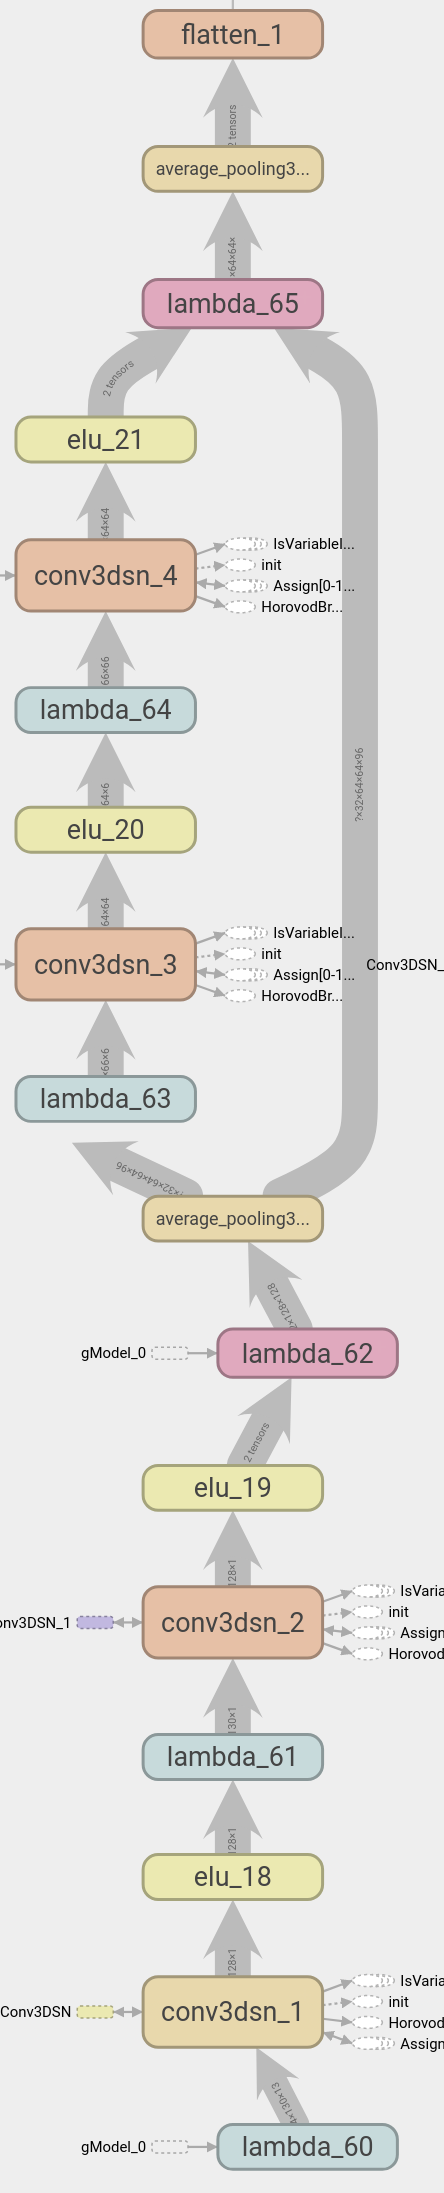 flatten_1
2 tensors
average_pooling3...
×64×64×
lambda_65
2 tensors
elu_21
64×64
conv3dsn_4
IsVariableI...
init
Assign[0-1...
HorovodBr...
66×66
lambda_64
64×6
elu_20
?×32×64×64×96
64×64
conv3dsn_3
IsVariableI...
init
Assign[0-1...
HorovodBr...
Conv3DSN_
×66×6
lambda_63
×32×64×64×96
average_pooling3...
2×128×128
gModel_0
lambda_62
2 tensors
elu_19
128×1
onv3DSN_1
conv3dsn_2
IsVaria
init
Assign
Horovod
130×1
lambda_61
128×1
elu_18
128×1
Conv3DSN
conv3dsn_1
IsVaria
init
Horovod
Assign
4×130×13
gModel_0
lambda_60